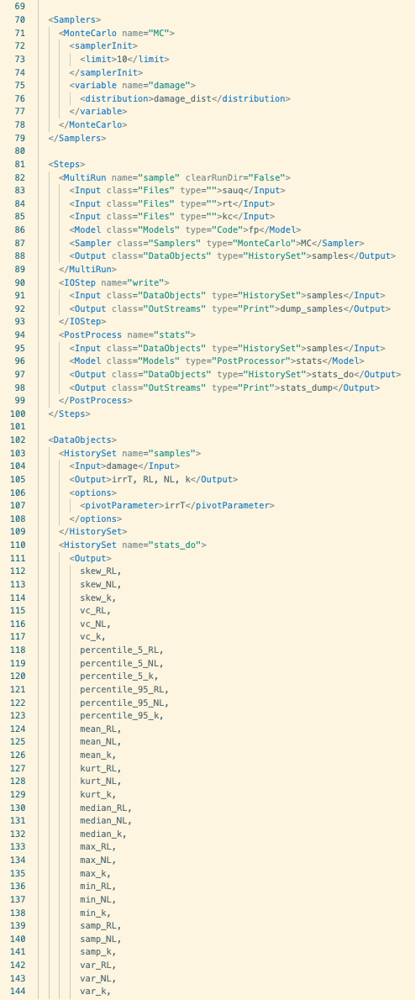 69
70 <Samplers>
71 <MonteCarlo name="MC">
72 <samplerInit>
73 <limit>10</limit>
74 </samplerInit>
75 <variable name="damage">
76 <distribution>damage_dist</distribution>
77 </variable>
78 </MonteCarlo>
79 </Samplers>
80
81 <Steps>
82 <MultiRun name="sample" clearRunDir="False">
83 <Input class="Files" type="">sauq</Input>
84 <Input class="Files" type="">rt</Input>
85 <Input class="Files" type="">kc</Input>
86 <Model class="Models" type="Code">fp</Model>
87 <Sampler class="Samplers" type="MonteCarlo">MC</Sampler>
88 <Output class="DataObjects" type="HistorySet">samples</Output>
89 </MultiRun>
90 <IOStep name="write">
91 <Input class="DataObjects" type="HistorySet">samples</Input>
92 <Output class="OutStreams" type="Print">dump_samples</Output>
93 </IOStep>
94 <PostProcess name="stats">
95 <Input class="DataObjects" type="HistorySet">samples</Input>
96 <Model class="Models" type="PostProcessor">stats</Model>
97 <Output class="DataObjects" type="HistorySet">stats_do</Output>
98 <Output class="OutStreams" type="Print">stats_dump</Output>
99 </PostProcess>
100 </Steps>
101
102 <DataObjects>
103 <HistorySet name="samples">
104 <Input>damage</Input>
105 <Output>irrT, RL, NL, k</Output>
106 <options>
107 <pivotParameter>irrT</pivotParameter>
108 </options>
109 </HistorySet>
110 <HistorySet name="stats_do">
111 <Output>
112 skew_RL,
113 skew_NL,
114 skew_k,
115 vc_RL,
116 vc_NL,
117 vc_k,
118 percentile_5_RL,
119 percentile_5_NL,
120 percentile_5_k,
121 percentile_95_RL,
122 percentile_95_NL,
123 percentile_95_k,
124 mean_RL,
125 mean_NL,
126 mean_k,
127 kurt_RL,
128 kurt_NL,
129 kurt_k,
130 median_RL,
131 median_NL,
132 median_k,
133 max_RL,
134 max_NL,
135 max_k,
136 min_RL,
137 min_NL,
138 min_k,
139 samp_RL,
140 samp_NL,
141 samp_k,
142 var_RL,
143 var_NL,
144 var_k,